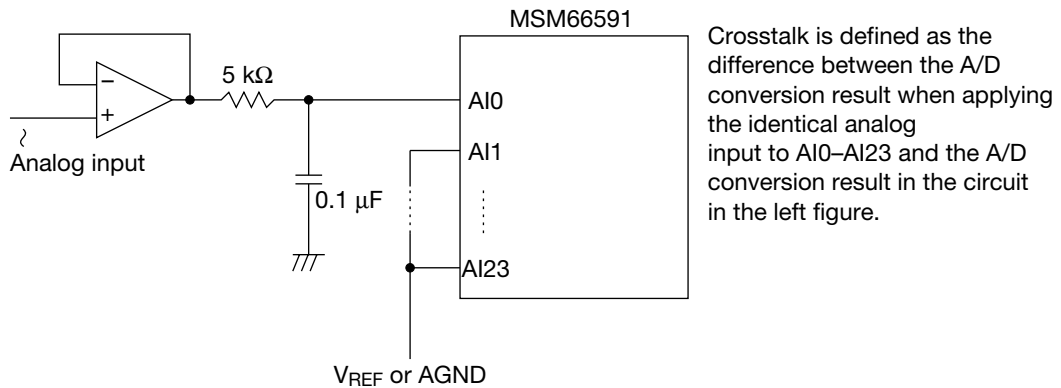 MSM66591
Crosstalk is defined as the
difference between the A/D
conversion result when applying
the identical analog
input to AI0–AI23 and the A/D
conversion result in the circuit
in the left figure.
5 kΩ
−
+
AI0
Analog input
AI1
0.1 μF
AI23
VREF or AGND